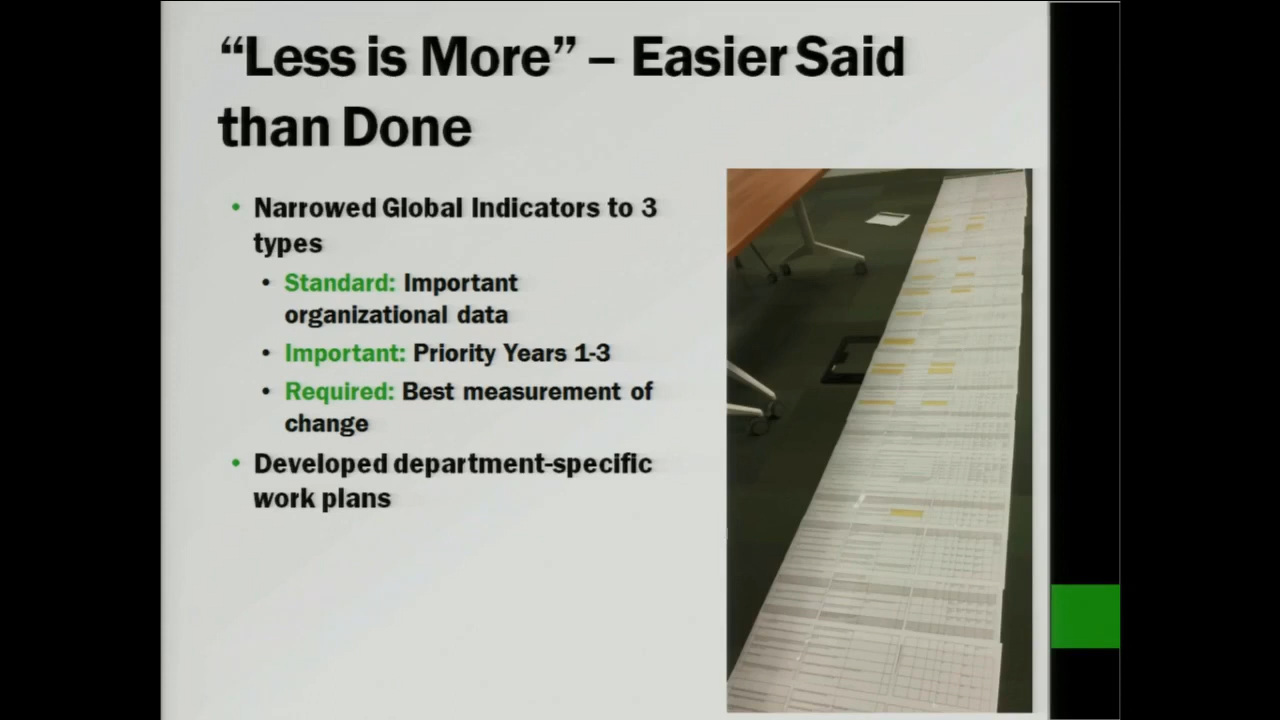 “Less is More” – Easier Said
than Done
• Narrowed Global Indicators to 3
types
• Standard: Important
organizational data
• Important: Priority Years 1-3
• Required: Best measurement of
change
• Developed department-specific
work plans